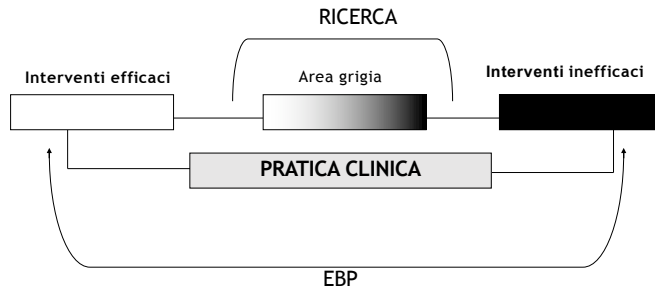 RICERCA
Interventi efficaci
Area grigia
Interventi inefficaci
PRATICA CLINICA
EBP